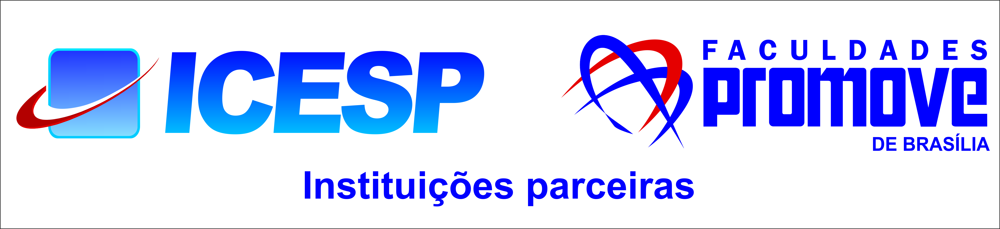 ICESP
FACULDADES
PROMOVE
DE BRASÍLIA
Instituições parceiras